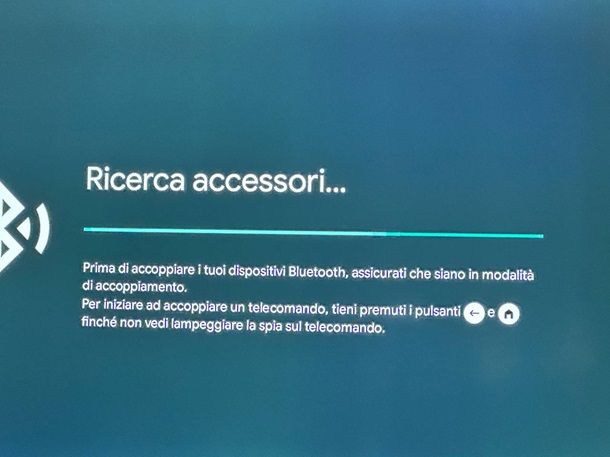 Ricerca accessori...
Prima di accoppiare i tuoi dispositivi Bluetooth, assicurati che siano in modalità
di accoppiamento.
Per iniziare ad accoppiare un telecomando, tieni premuti i pulsanti ← e
finché non vedi lampeggiare la spia sul telecomando.